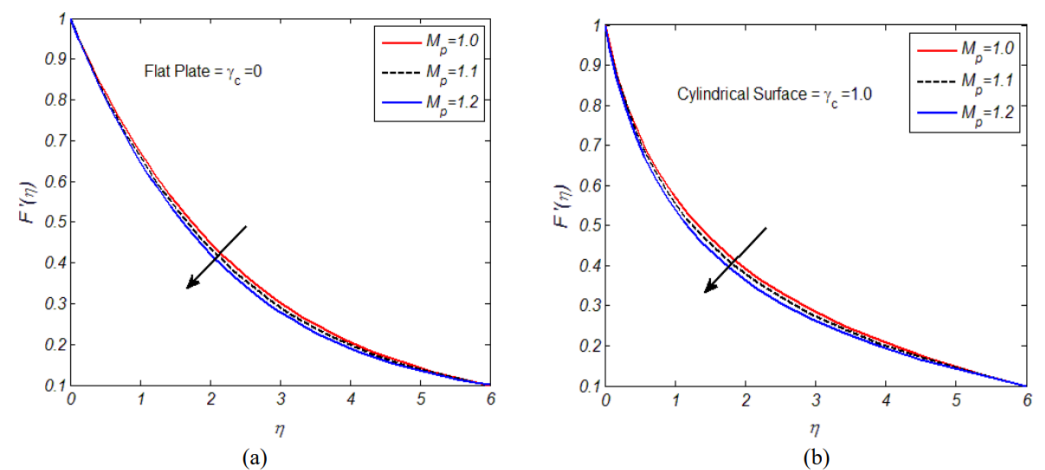 1
0.9
0.8
0.7
0.6
0.5
0.4
0.3
0.2
0.1
F'(η)
Flat Plate = γc =0
Mp=1.0
Mp=1.1
Mp=1.2
0 1 2 3 4 5 6
η
(a)
1
0.9
0.8
0.7
0.6
0.5
0.4
0.3
0.2
0.1
F'(η)
Cylindrical Surface = γc =1.0
Mp=1.0
Mp=1.1
Mp=1.2
0 1 2 3 4 5 6
η
(b)